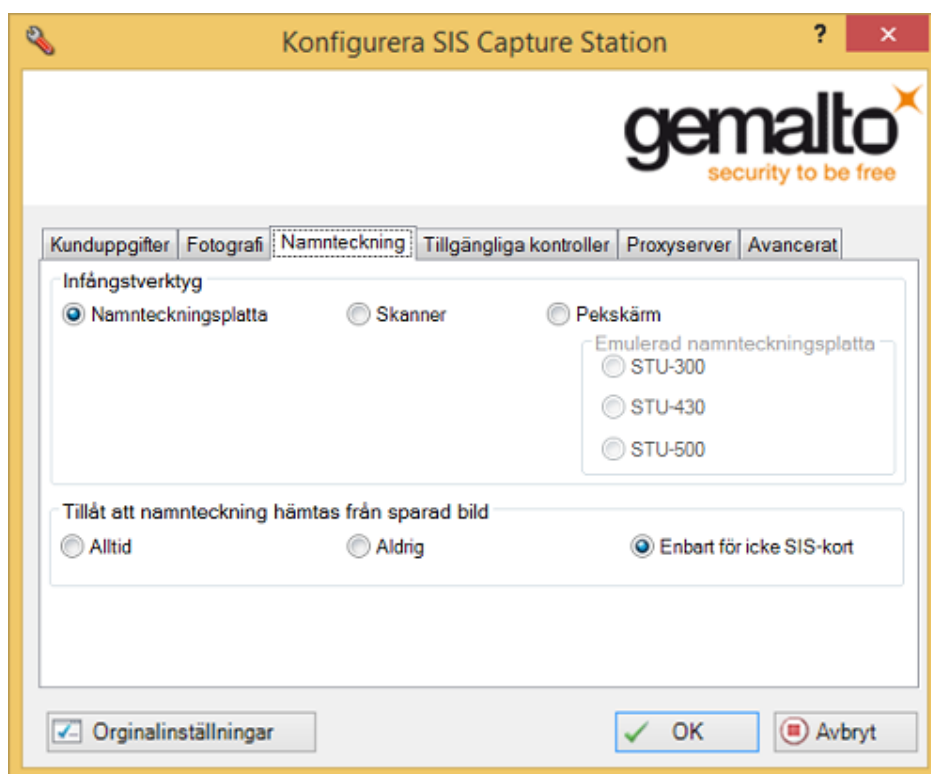 Konfigurera SIS Capture Station
?
gemalto
security to be free
Kunduppgifter Fotografi Namnteckning Tillgängliga kontroller Proxyserver Avancerat
Infångstverktyg
Namnteckningsplatta Skanner Pekskärm
Emulerad namnteckningsplatta
STU-300
STU-430
STU-500
Tillåt att namnteckning hämtas från sparad bild
Alltid Aldrig Enbart för icke SIS-kort
Orginalinställningar OK Avbryt